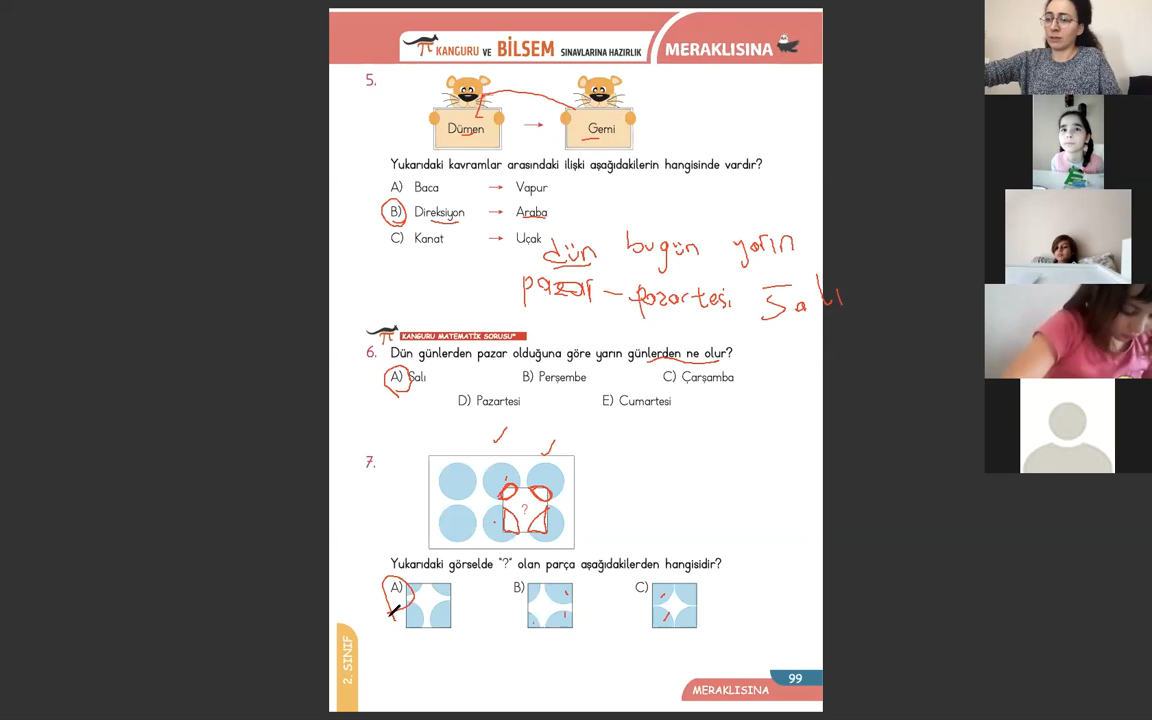 KANGURU VE BİLSEM SINAVLARINA HAZIRLIK
MERAKLISINA
5.
Dümen → Gemi
Yukarıdaki kavramlar arasındaki ilişki aşağıdakilerin hangisinde vardır?
A) Baca → Vapur
B) Direksiyon → Araba
C) Kanat → Uçak
dün bugün yarın
pazar - pazartesi Salı
KANGURU MATEMATİK SORUSU
6. Dün günlerden pazar olduğuna göre yarın günlerden ne olur?
A) Salı B) Perşembe C) Çarşamba
D) Pazartesi E) Cumartesi
7.
?
Yukarıdaki görselde "?" olan parça aşağıdakilerden hangisidir?
A) B) C)
2. SINIF
99
MERAKLISINA